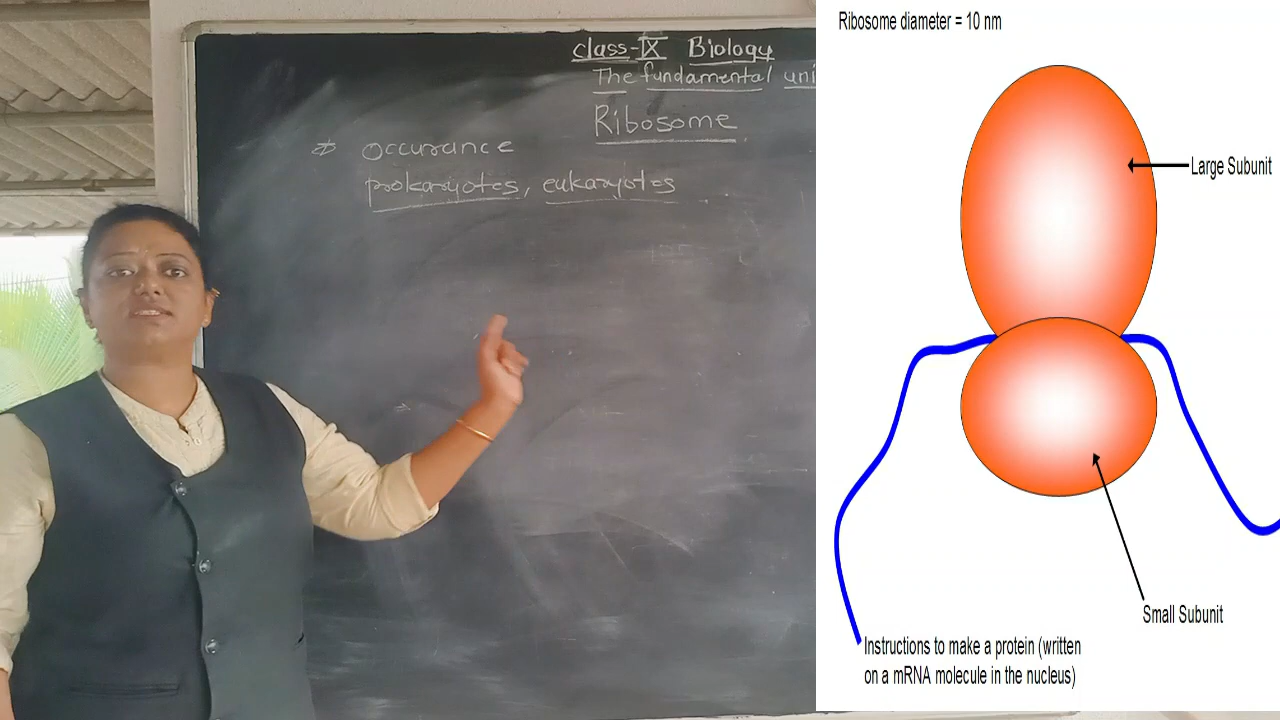 class-IX Biology
The fundamental uni
Ribosome
Occurance
prokaryotes, eukaryotes
Ribosome diameter = 10 nm
Large Subunit
Small Subunit
Instructions to make a protein (written
on a mRNA molecule in the nucleus)